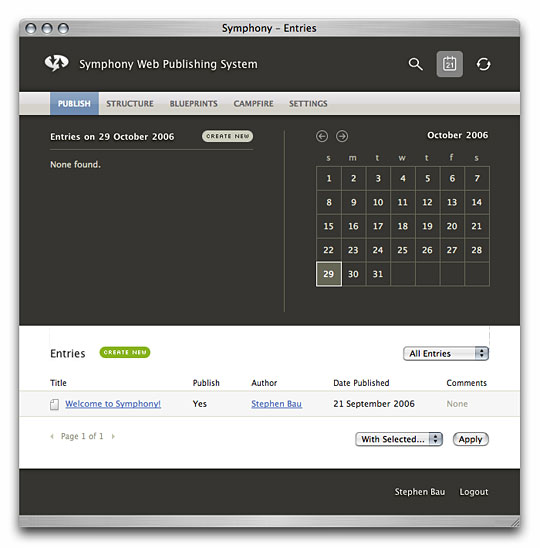 Symphony – Entries
Symphony Web Publishing System
21
PUBLISH STRUCTURE BLUEPRINTS CAMPFIRE SETTINGS
Entries on 29 October 2006 CREATE NEW
None found.
October 2006
s m t w t f s
1 2 3 4 5 6 7
8 9 10 11 12 13 14
15 16 17 18 19 20 21
22 23 24 25 26 27 28
29 30 31
Entries CREATE NEW All Entries
Title Publish Author Date Published Comments
Welcome to Symphony! Yes Stephen Bau 21 September 2006 None
Page 1 of 1 With Selected... Apply
Stephen Bau Logout